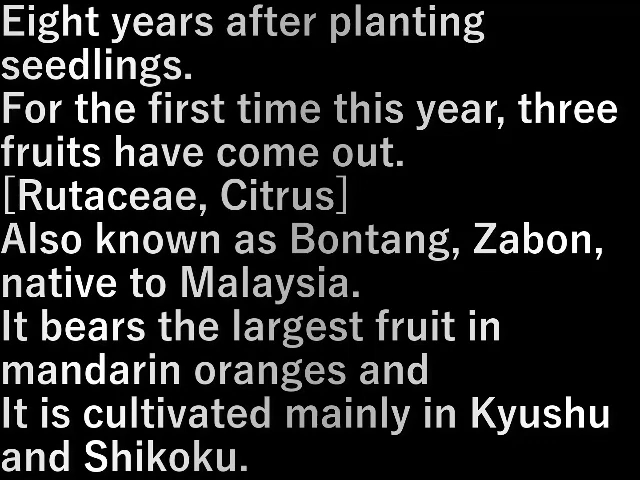 Eight years after planting
seedlings.
For the first time this year, three
fruits have come out.
[Rutaceae, Citrus]
Also known as Bontang, Zabon,
native to Malaysia.
It bears the largest fruit in
mandarin oranges and
It is cultivated mainly in Kyushu
and Shikoku.